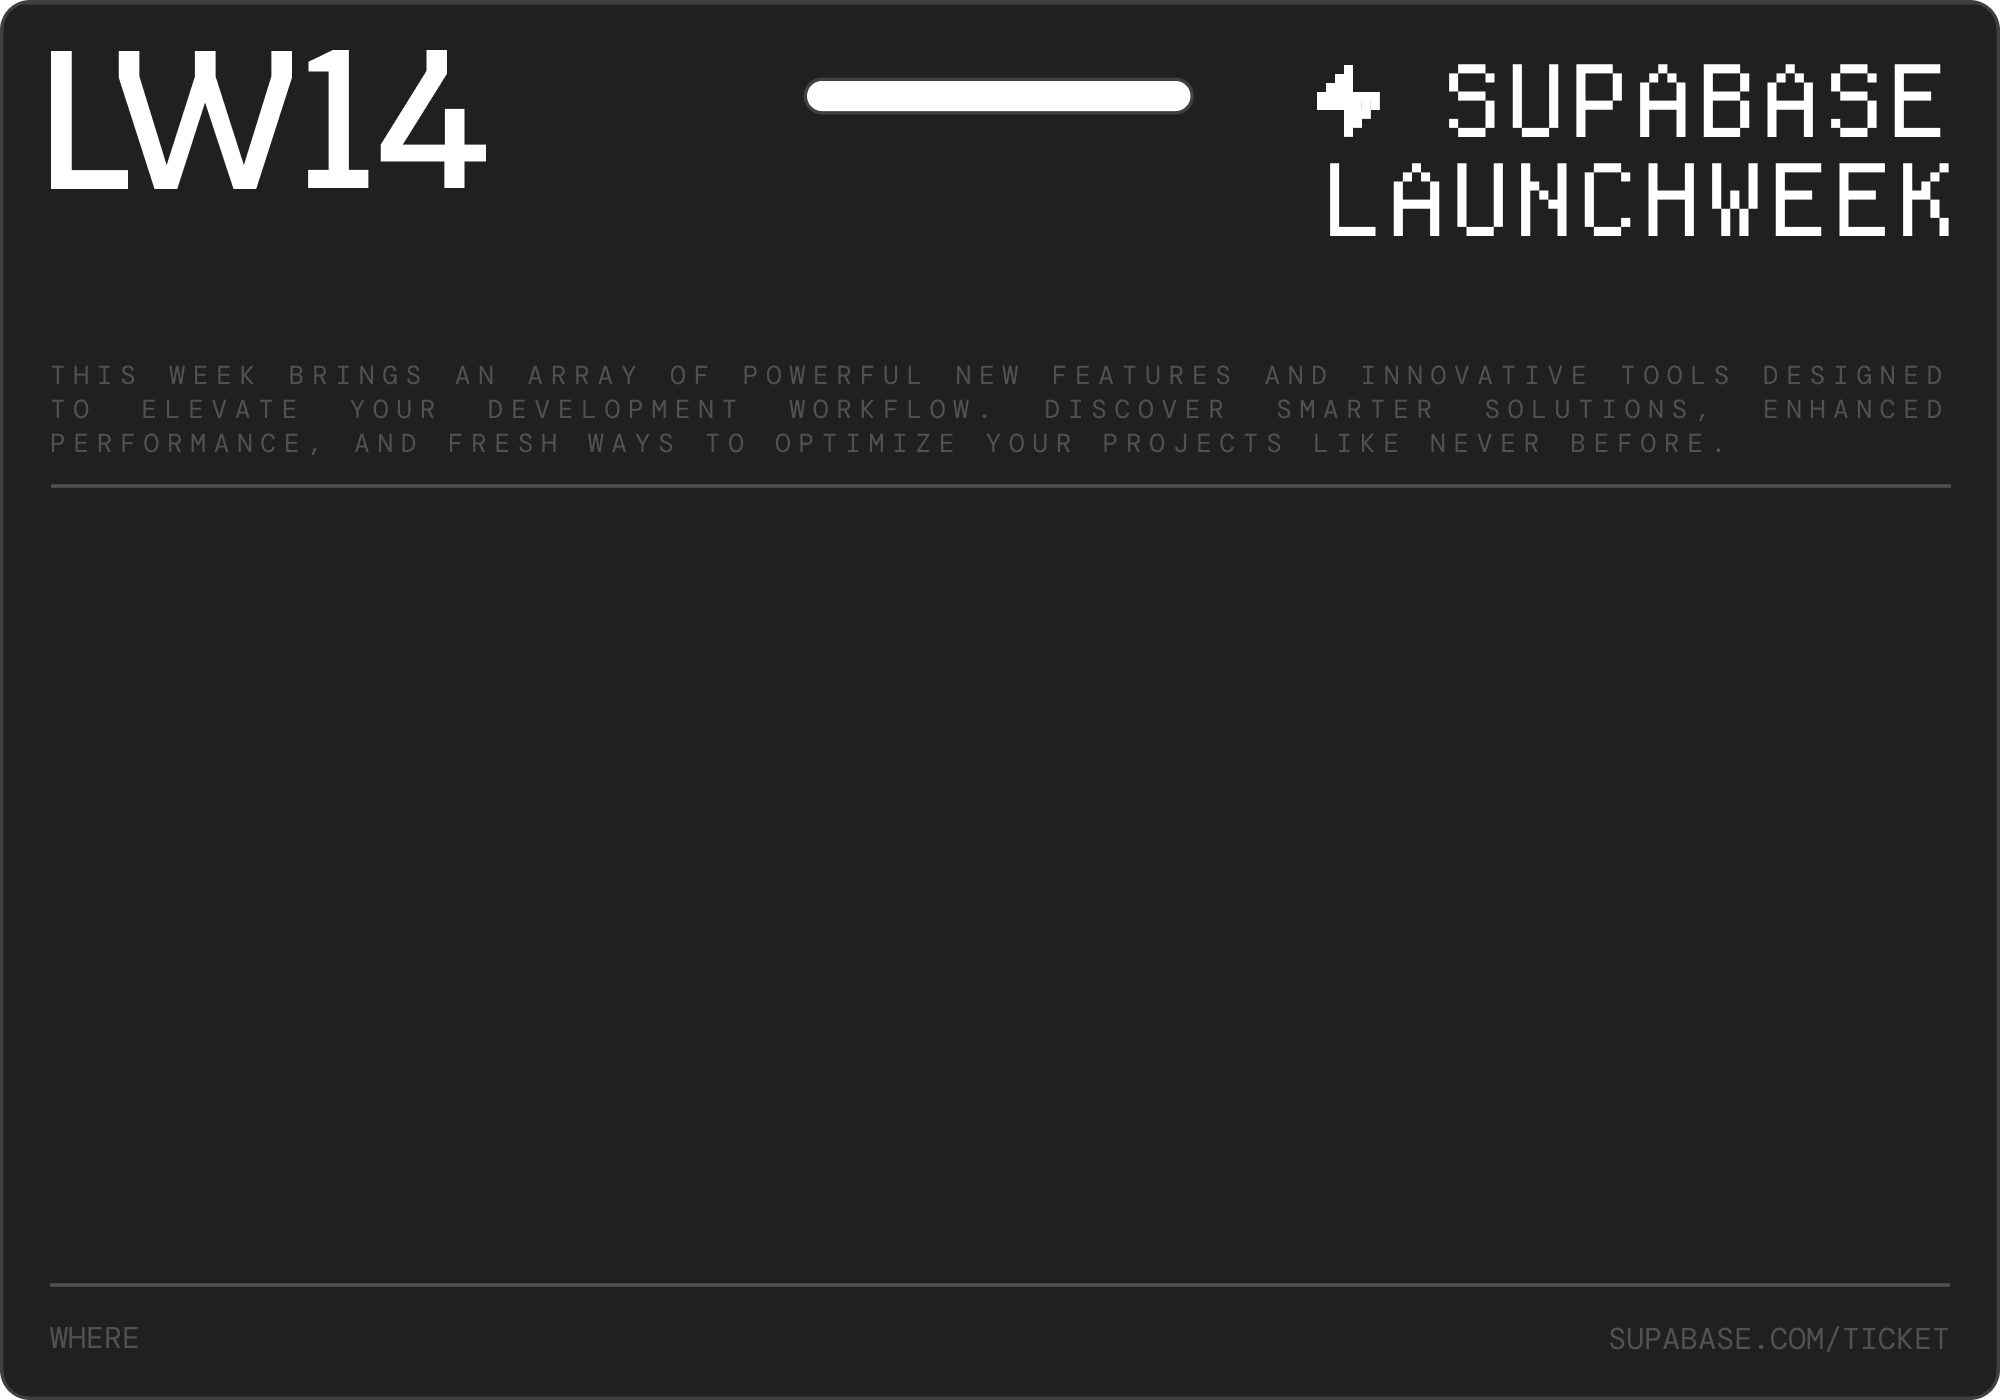 LW14
SUPABASE
LAUNCHWEEK
THIS WEEK BRINGS AN ARRAY OF POWERFUL NEW FEATURES AND INNOVATIVE TOOLS DESIGNED
TO ELEVATE YOUR DEVELOPMENT WORKFLOW. DISCOVER SMARTER SOLUTIONS, ENHANCED
PERFORMANCE, AND FRESH WAYS TO OPTIMIZE YOUR PROJECTS LIKE NEVER BEFORE.
WHERE
SUPABASE.COM/TICKET